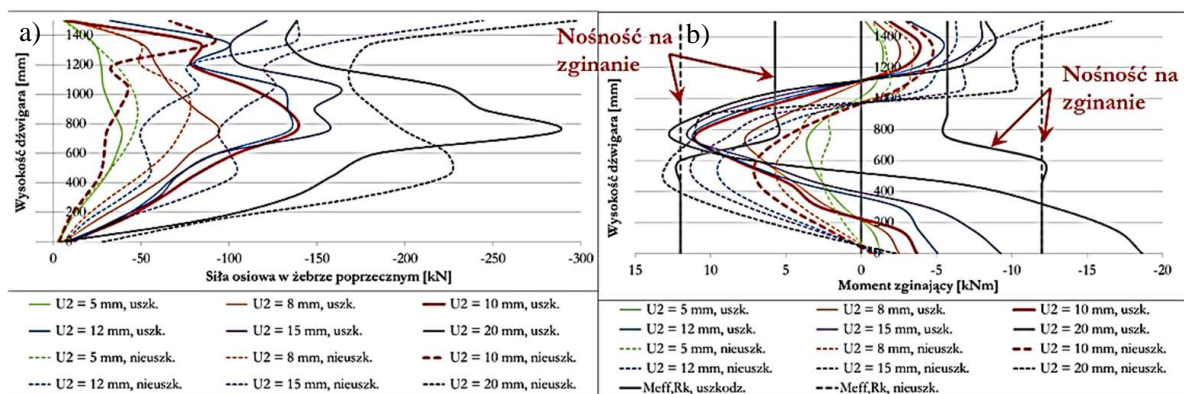 a)
Wysokość dźwigara [mm]
1400
1200
1000
800
600
400
200
0
0 -50 -100 -150 -200 -250 -300
Siła osiowa w żebrze poprzecznym [kN]
U2 = 5 mm, uszk. U2 = 8 mm, uszk. U2 = 10 mm, uszk.
U2 = 12 mm, uszk. U2 = 15 mm, uszk. U2 = 20 mm, uszk.
U2 = 5 mm, nieuszk. U2 = 8 mm, nieuszk. U2 = 10 mm, nieuszk.
U2 = 12 mm, nieuszk. U2 = 15 mm, nieuszk. U2 = 20 mm, nieuszk.
b)
Nośność na
zginanie
Nośność na
zginanie
Wysokość dźwigara [mm]
1400
1200
1000
800
600
400
200
0
15 10 5 0 -5 -10 -15 -20
Moment zginający [kNm]
U2 = 5 mm, uszk. U2 = 8 mm, uszk. U2 = 10 mm, uszk.
U2 = 12 mm, uszk. U2 = 15 mm, uszk. U2 = 20 mm, uszk.
U2 = 5 mm, nieuszk. U2 = 8 mm, nieuszk. U2 = 10 mm, nieuszk.
U2 = 12 mm, nieuszk. U2 = 15 mm, nieuszk. U2 = 20 mm, nieuszk.
Meff,Rk, uszkodz. Meff,Rk, nieuszk.